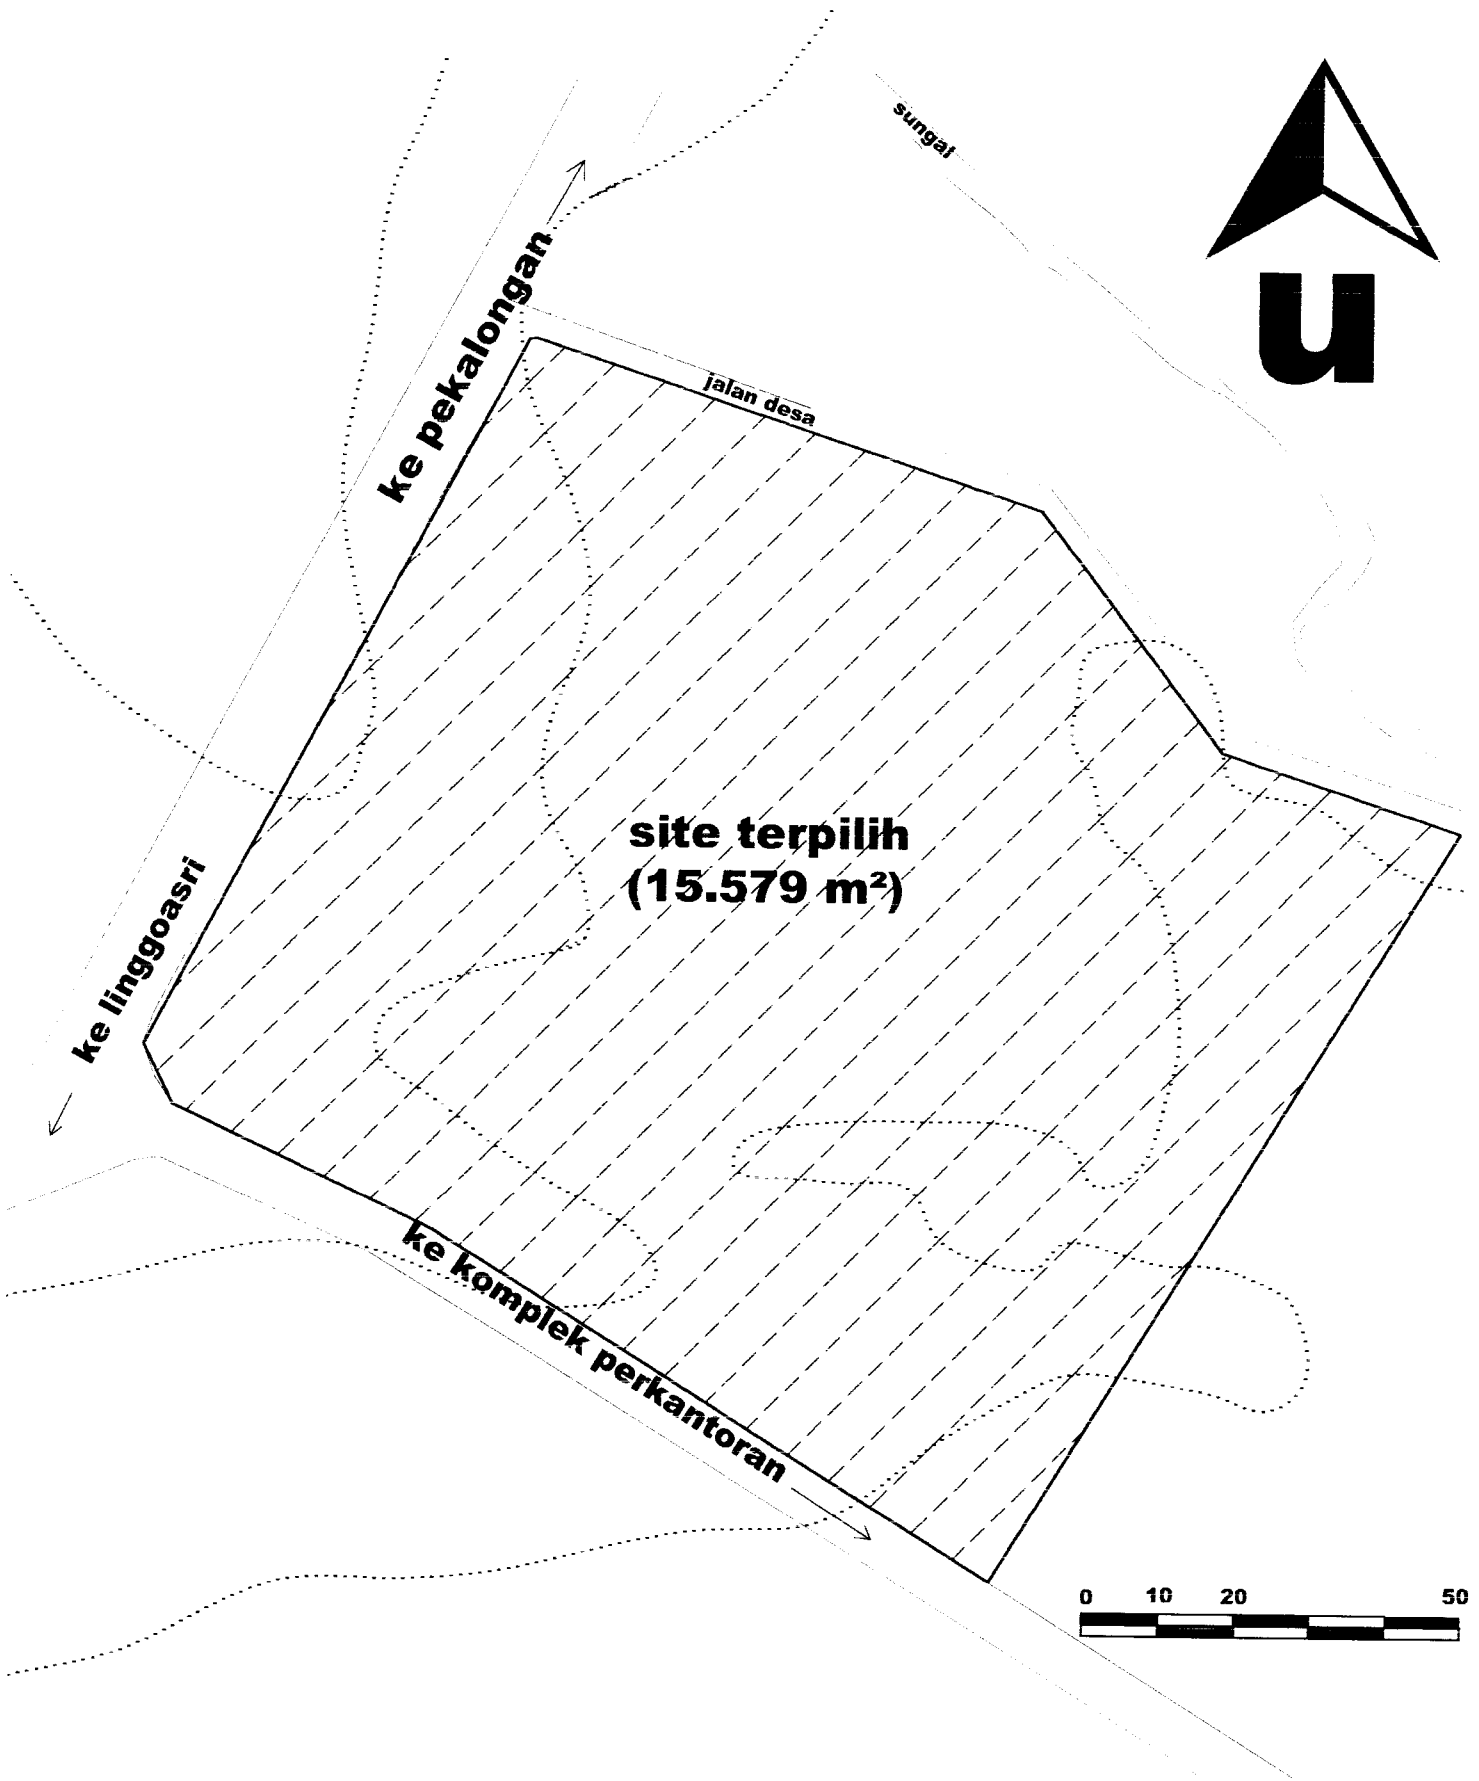 sungai
u
ke pekalongan
jalan desa
site terpilih
(15.579 m²)
ke linggoasri
ke komplek perkantoran
0 10 20 50